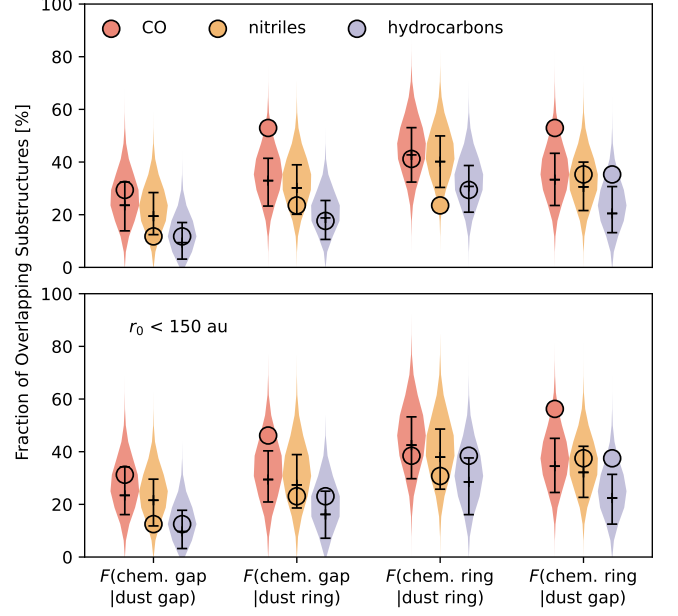 Fraction of Overlapping Substructures [%]
100
CO
nitriles
hydrocarbons
80
60
40
20
0
100
r₀ < 150 au
80
60
40
20
0
F(chem. gap
|dust gap)
F(chem. gap
|dust ring)
F(chem. ring
|dust ring)
F(chem. ring
|dust gap)